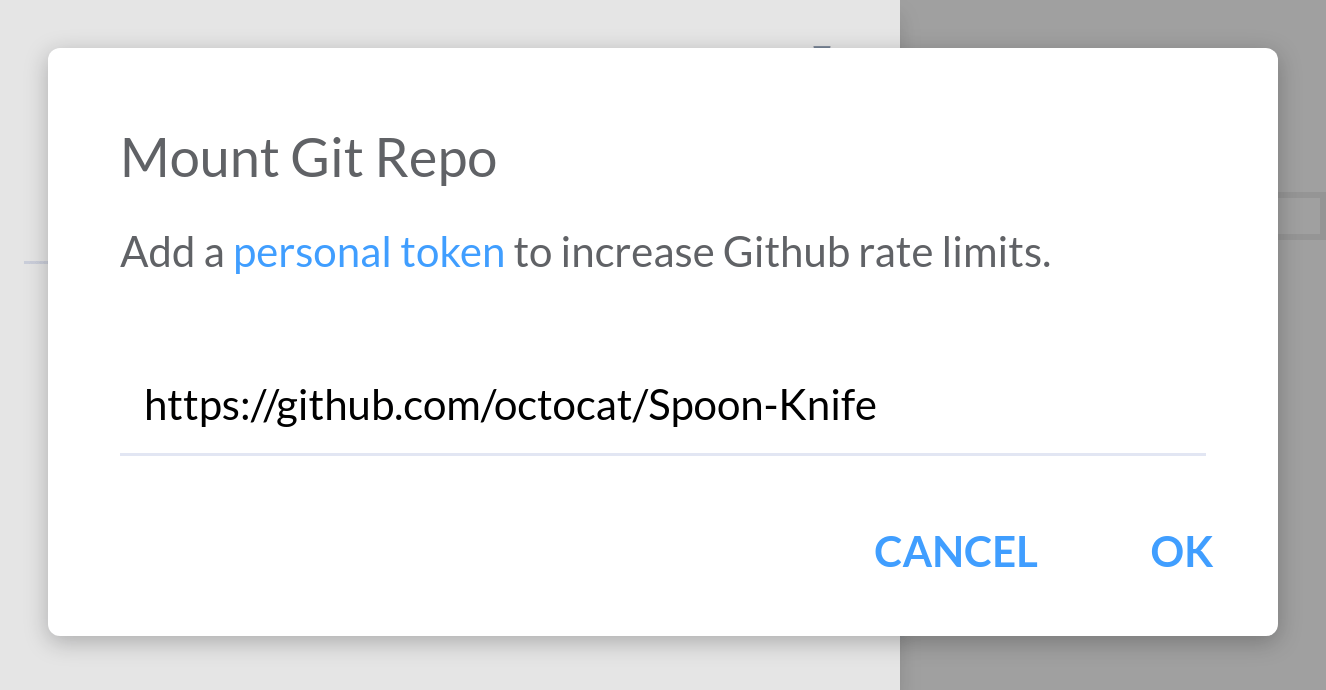 Mount Git Repo
Add a personal token to increase Github rate limits.
https://github.com/octocat/Spoon-Knife
CANCEL OK